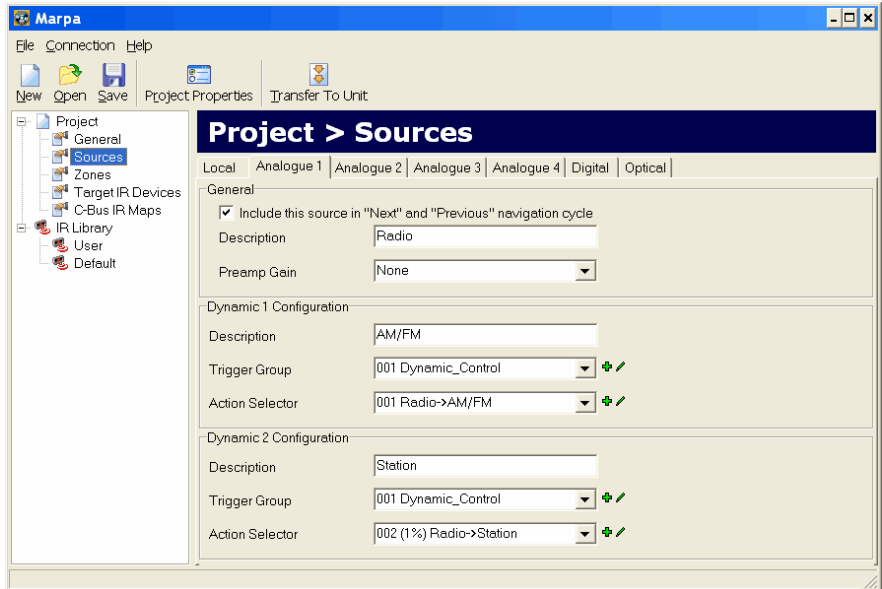 Marpa
File Connection Help
New Open Save Project Properties Transfer To Unit
Project
General
Sources
Zones
Target IR Devices
C-Bus IR Maps
IR Library
User
Default
Project > Sources
Local Analogue 1 Analogue 2 Analogue 3 Analogue 4 Digital Optical
General
Include this source in "Next" and "Previous" navigation cycle
Description Radio
Preamp Gain None
Dynamic 1 Configuration
Description AM/FM
Trigger Group 001 Dynamic_Control
Action Selector 001 Radio->AM/FM
Dynamic 2 Configuration
Description Station
Trigger Group 001 Dynamic_Control
Action Selector 002 (1%) Radio->Station